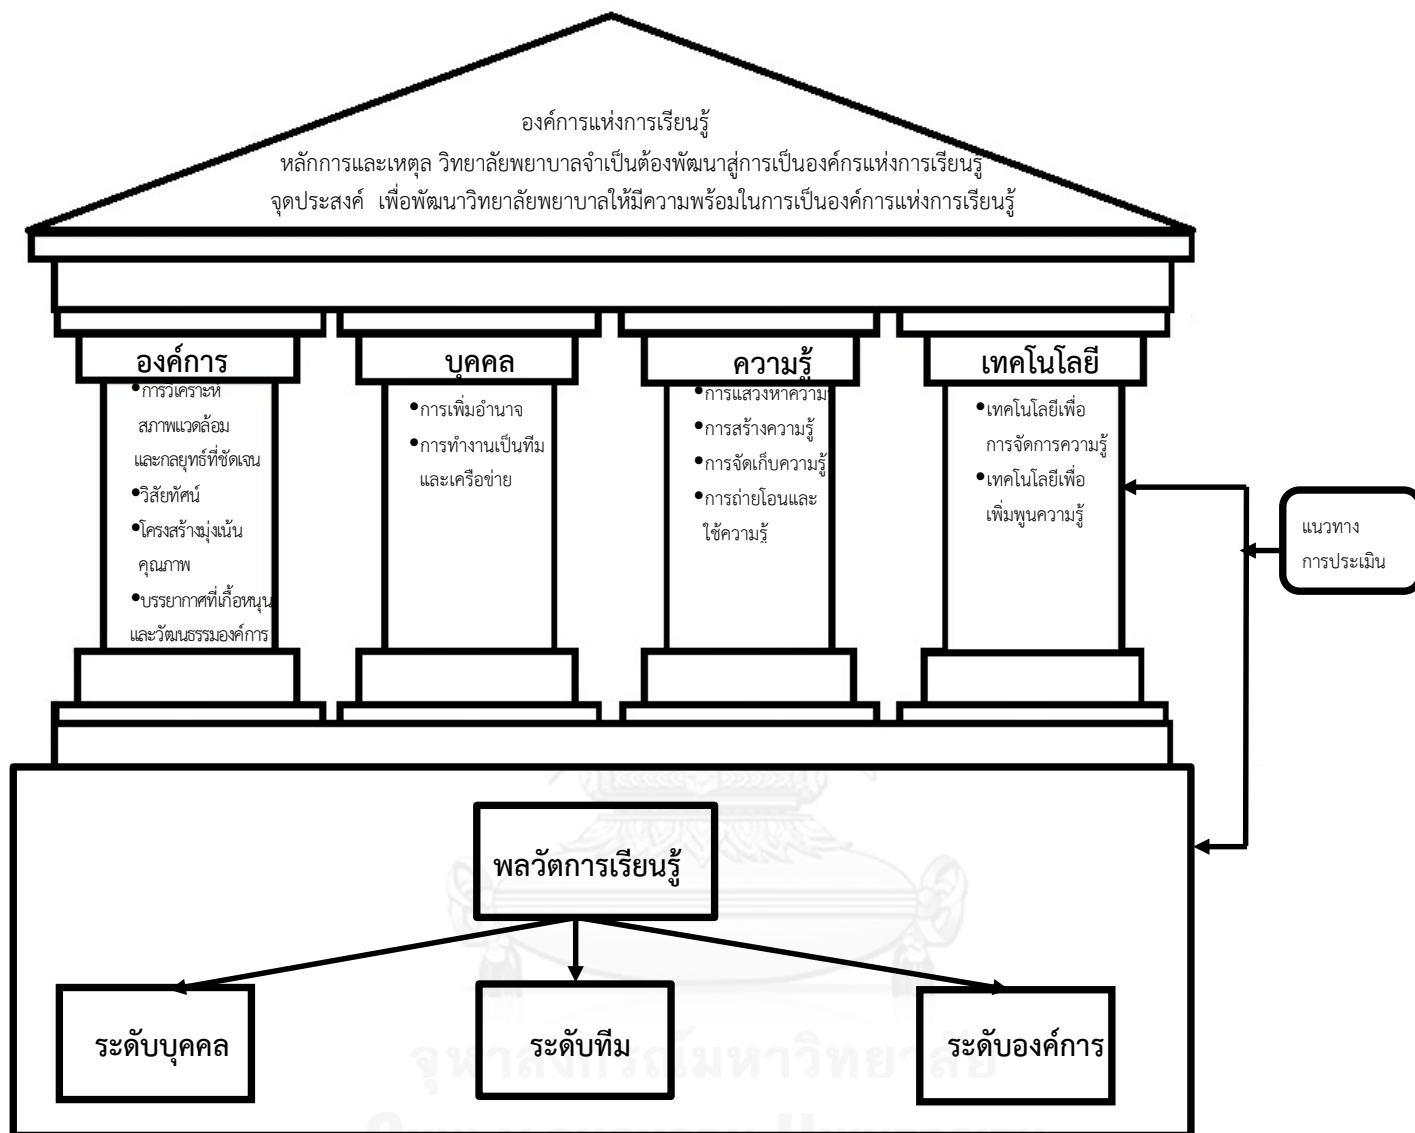 องค์การแห่งการเรียนรู้
หลักการและเหตุล วิทยาลัยพยาบาลจำเป็นต้องพัฒนาสู่การเป็นองค์กรแห่งการเรียนรู้
จุดประสงค์ เพื่อพัฒนาวิทยาลัยพยาบาลให้มีความพร้อมในการเป็นองค์การแห่งการเรียนรู้
องค์การ
•การวิเคราะห์
สภาพแวดล้อม
และกลยุทธ์ที่ชัดเจน
•วิสัยทัศน์
•โครงสร้างมุ่งเน้น
คุณภาพ
•บรรยากาศที่เกื้อหนุน
และวัฒนธรรมองค์การ
บุคคล
•การเพิ่มอำนาจ
•การทำงานเป็นทีม
และเครือข่าย
ความรู้
•การแสวงหาความ
•การสร้างความรู้
•การจัดเก็บความรู้
•การถ่ายโอนและ
ใช้ความรู้
เทคโนโลยี
•เทคโนโลยีเพื่อ
การจัดการความรู้
•เทคโนโลยีเพื่อ
เพิ่มพูนความรู้
แนวทาง
การประเมิน
พลวัตการเรียนรู้
ระดับบุคคล
ระดับทีม
ระดับองค์การ
จุฬาลงกรณ์มหาวิทยาลัย